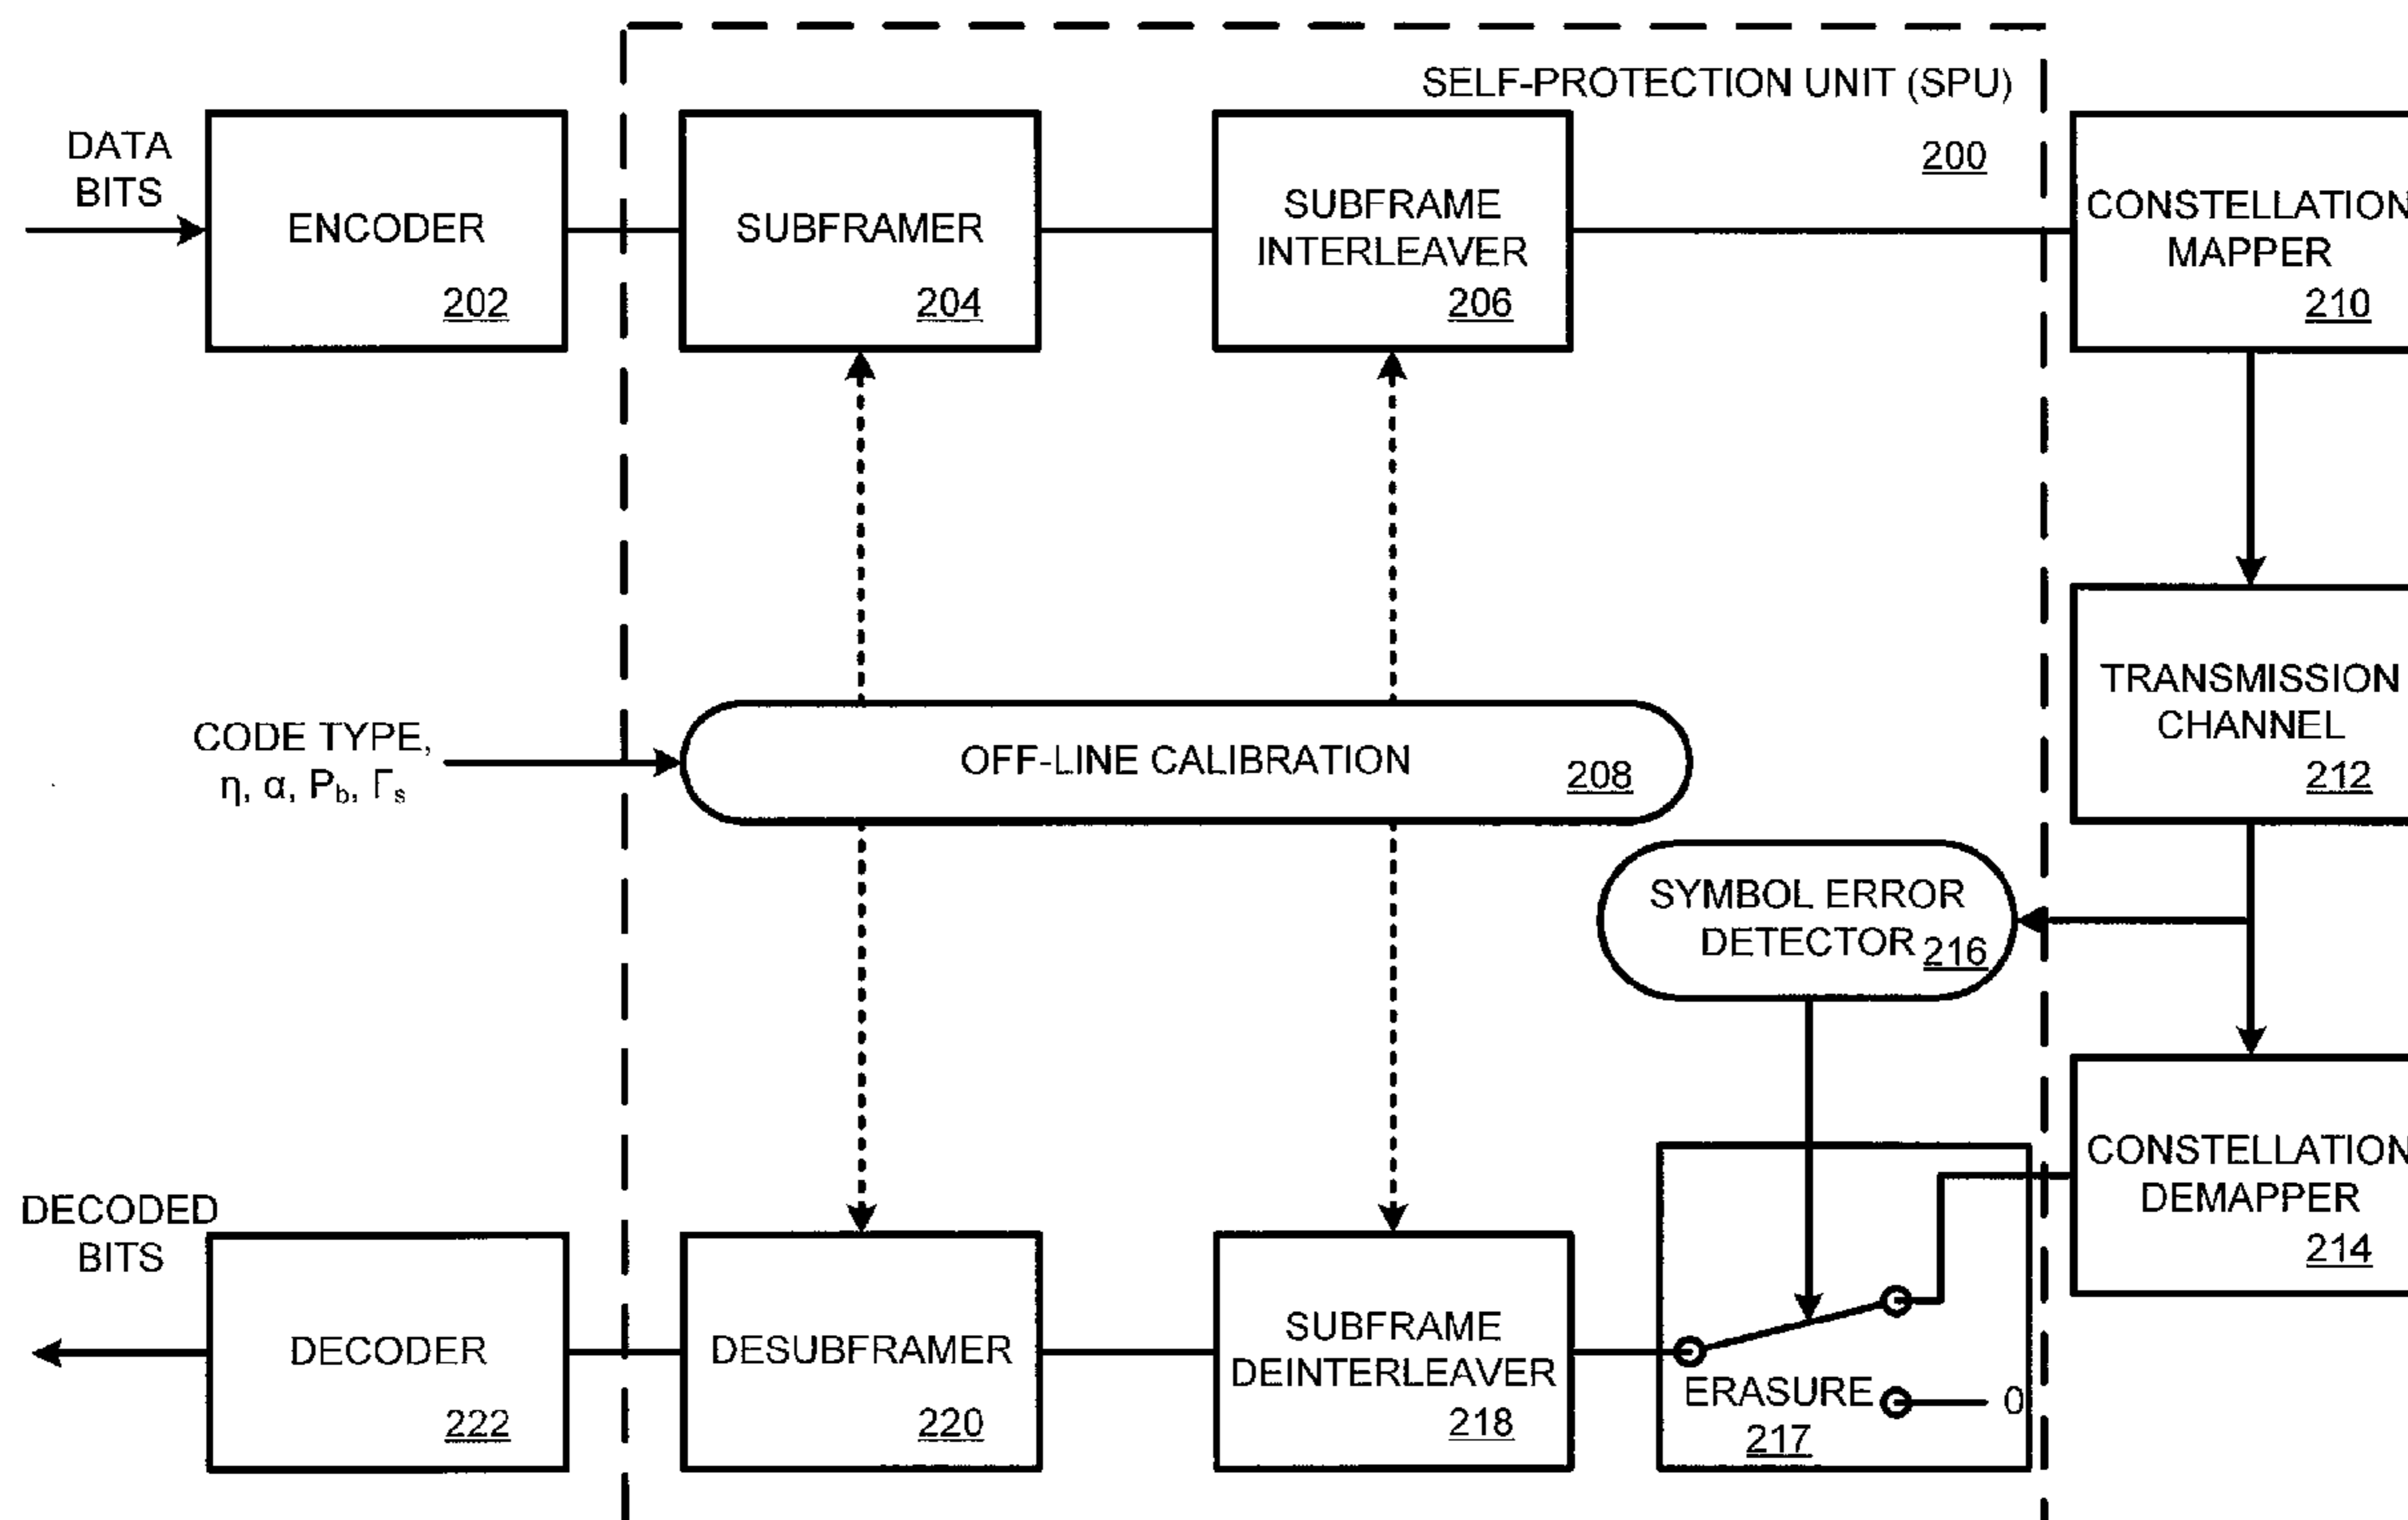 SELF-PROTECTION UNIT (SPU)
200
DATA
BITS
ENCODER
202
SUBFRAMER
204
SUBFRAME
INTERLEAVER
206
CONSTELLATION
MAPPER
210
CODE TYPE,
η, α, Pb, Γs
OFF-LINE CALIBRATION
208
TRANSMISSION
CHANNEL
212
SYMBOL ERROR
DETECTOR 216
CONSTELLATION
DEMAPPER
214
DECODED
BITS
DECODER
222
DESUBFRAMER
220
SUBFRAME
DEINTERLEAVER
218
ERASURE 0
217